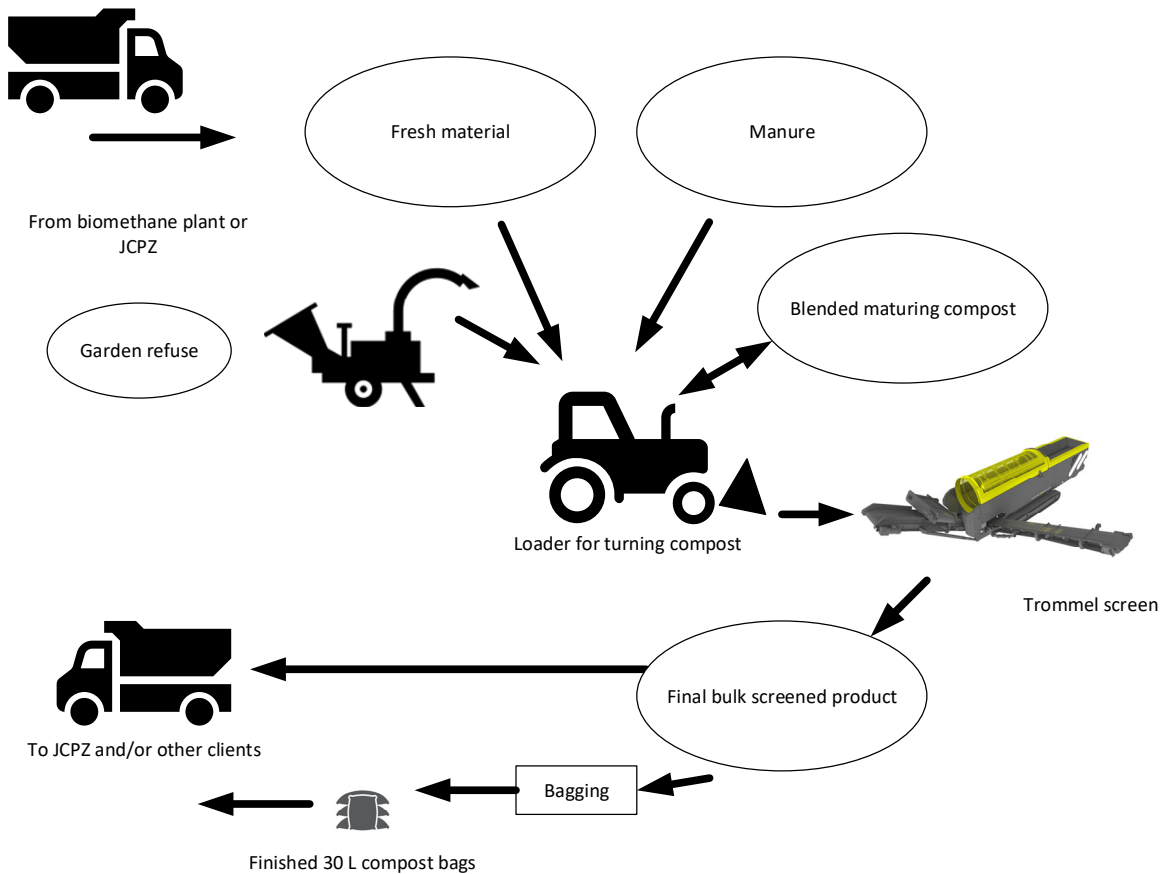 Fresh material
Manure
From biomethane plant or
JCPZ
Blended maturing compost
Garden refuse
Loader for turning compost
Trommel screen
Final bulk screened product
To JCPZ and/or other clients
Bagging
Finished 30 L compost bags